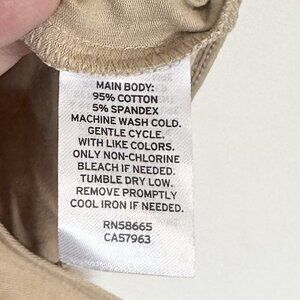 MAIN BODY:
95% COTTON
5% SPANDEX
MACHINE WASH COLD.
GENTLE CYCLE.
WITH LIKE COLORS.
ONLY NON-CHLORINE
BLEACH IF NEEDED.
TUMBLE DRY LOW.
REMOVE PROMPTLY
COOL IRON IF NEEDED.
RN58665
CA57963